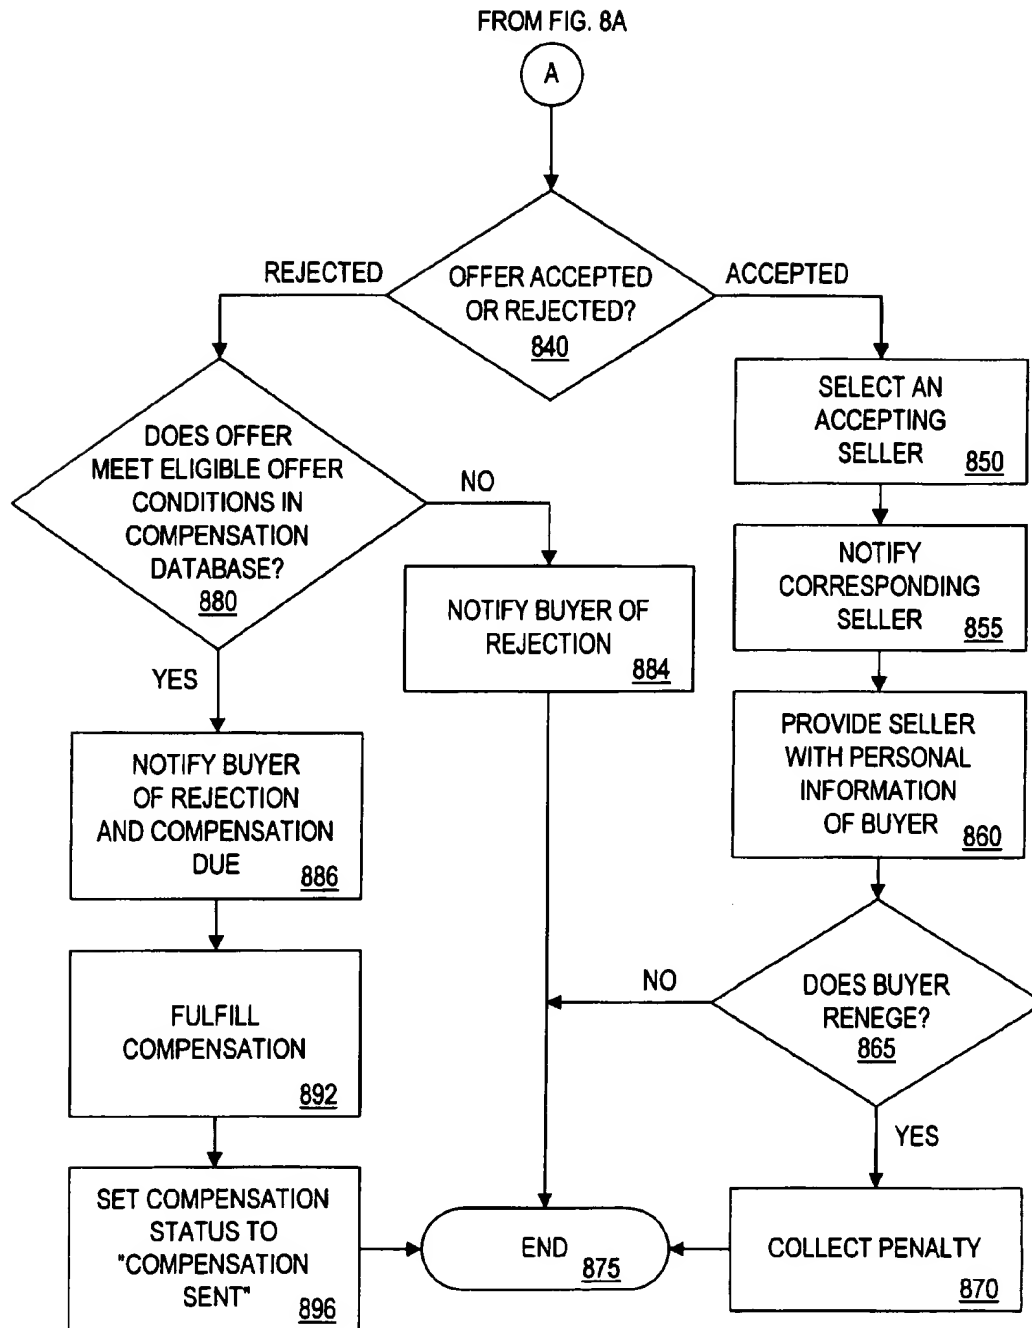 FROM FIG. 8A
A
OFFER ACCEPTED
OR REJECTED?
840
REJECTED
ACCEPTED
DOES OFFER
MEET ELIGIBLE OFFER
CONDITIONS IN
COMPENSATION
DATABASE?
880
NO
YES
NOTIFY BUYER OF
REJECTION
884
NOTIFY BUYER
OF REJECTION
AND COMPENSATION
DUE
886
FULFILL
COMPENSATION
892
SET COMPENSATION
STATUS TO
"COMPENSATION
SENT"
896
SELECT AN
ACCEPTING
SELLER
850
NOTIFY
CORRESPONDING
SELLER
855
PROVIDE SELLER
WITH PERSONAL
INFORMATION
OF BUYER
860
DOES BUYER
RENEGE?
865
NO
YES
COLLECT PENALTY
870
END
875